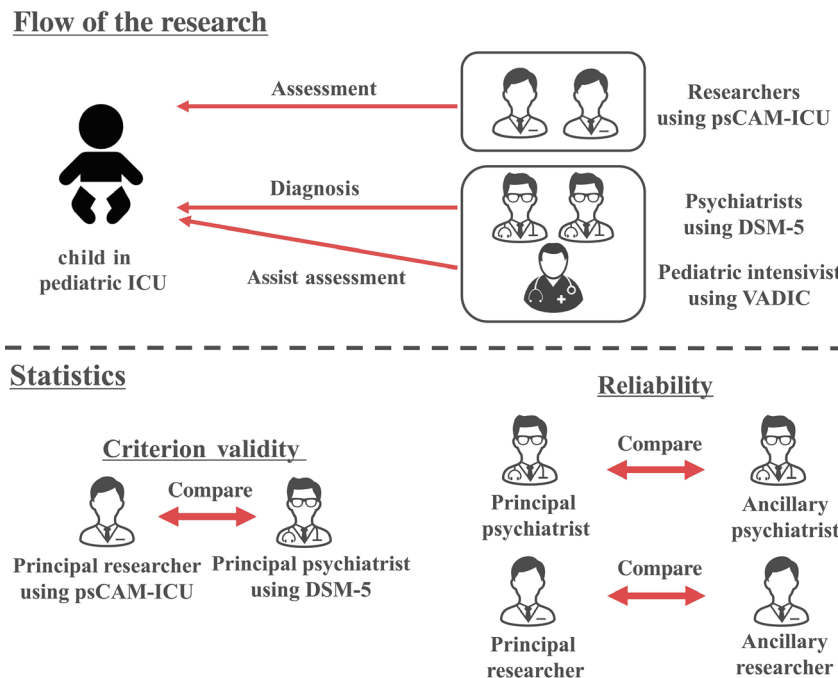 Flow of the research
Assessment
Researchers
using psCAM-ICU
Diagnosis
Psychiatrists
using DSM-5
child in
pediatric ICU
Assist assessment
Pediatric intensivist
using VADIC
Statistics
Criterion validity
Compare
Principal researcher
using psCAM-ICU
Principal psychiatrist
using DSM-5
Reliability
Compare
Principal
psychiatrist
Ancillary
psychiatrist
Compare
Principal
researcher
Ancillary
researcher